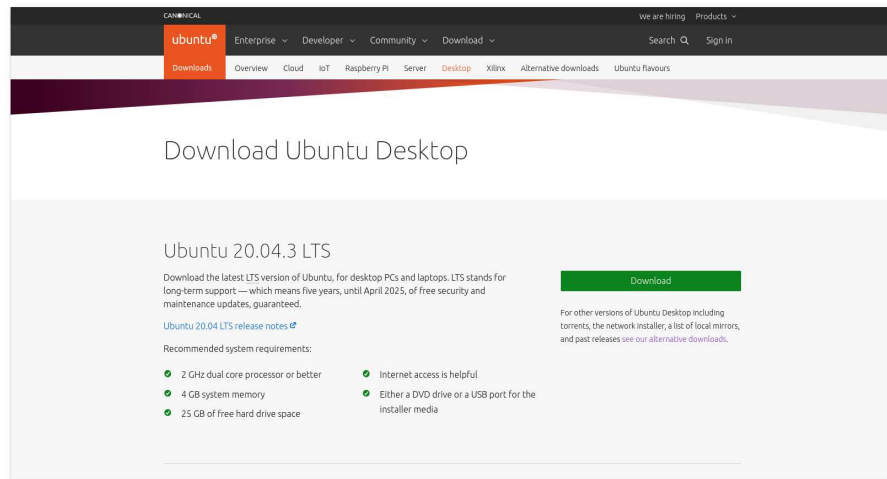 CANONICAL We are hiring Products
ubuntu® Enterprise Developer Community Download Search Sign in
Downloads Overview Cloud IoT Raspberry Pi Server Desktop Xilinx Alternative downloads Ubuntu flavours
Download Ubuntu Desktop
Ubuntu 20.04.3 LTS
Download the latest LTS version of Ubuntu, for desktop PCs and laptops. LTS stands for
long-term support — which means five years, until April 2025, of free security and
maintenance updates, guaranteed.
Ubuntu 20.04 LTS release notes
Recommended system requirements:
2 GHz dual core processor or better
4 GB system memory
25 GB of free hard drive space
Internet access is helpful
Either a DVD drive or a USB port for the
installer media
Download
For other versions of Ubuntu Desktop including
torrents, the network installer, a list of local mirrors,
and past releases see our alternative downloads.